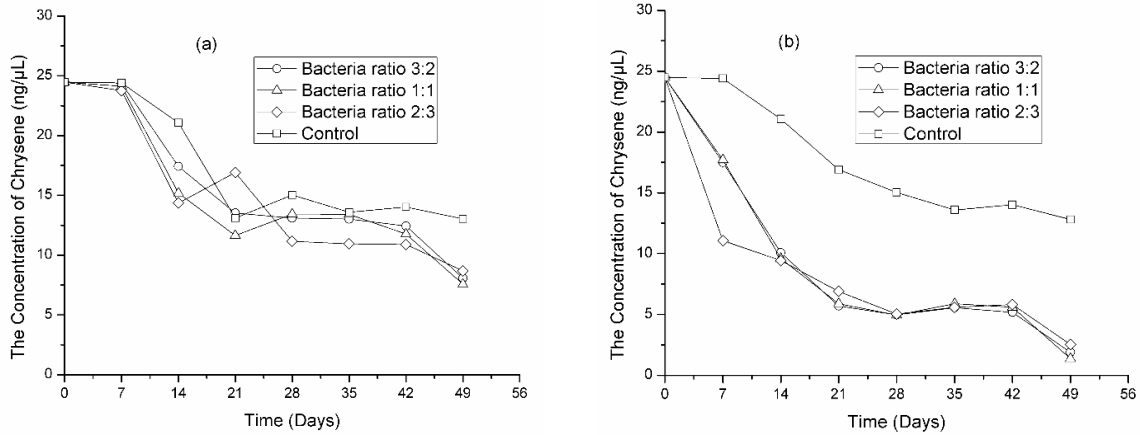 (a)
Bacteria ratio 3:2
Bacteria ratio 1:1
Bacteria ratio 2:3
Control
The Concentration of Chrysene (ng/µL)
30
25
20
15
10
5
0
0 7 14 21 28 35 42 49 56
Time (Days)
(b)
Bacteria ratio 3:2
Bacteria ratio 1:1
Bacteria ratio 2:3
Control
The Concentration of Chrysene (ng/µL)
30
25
20
15
10
5
0
0 7 14 21 28 35 42 49 56
Time (Days)